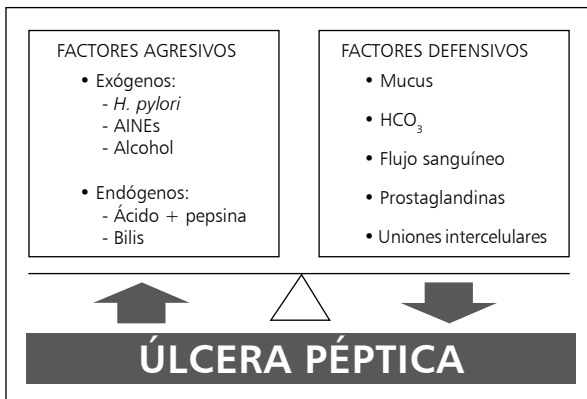 FACTORES AGRESIVOS
• Exógenos:
- H. pylori
- AINEs
- Alcohol
• Endógenos:
- Ácido + pepsina
- Bilis
FACTORES DEFENSIVOS
• Mucus
• HCO₃
• Flujo sanguíneo
• Prostaglandinas
• Uniones intercelulares
ÚLCERA PÉPTICA